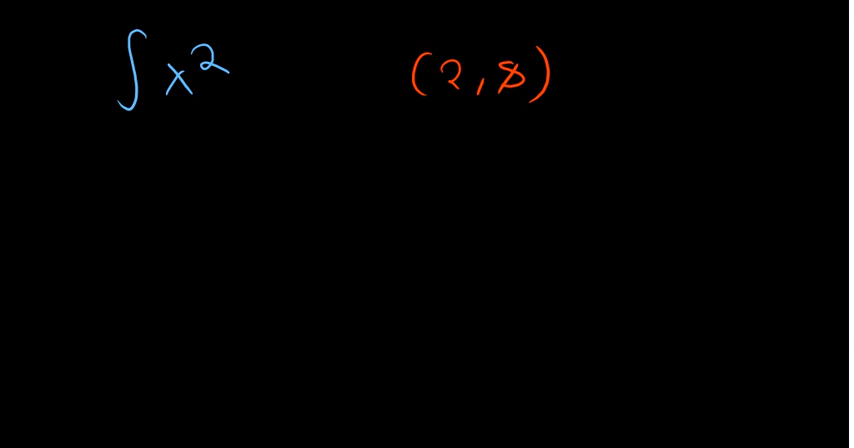 ∫ x² (2, 8)